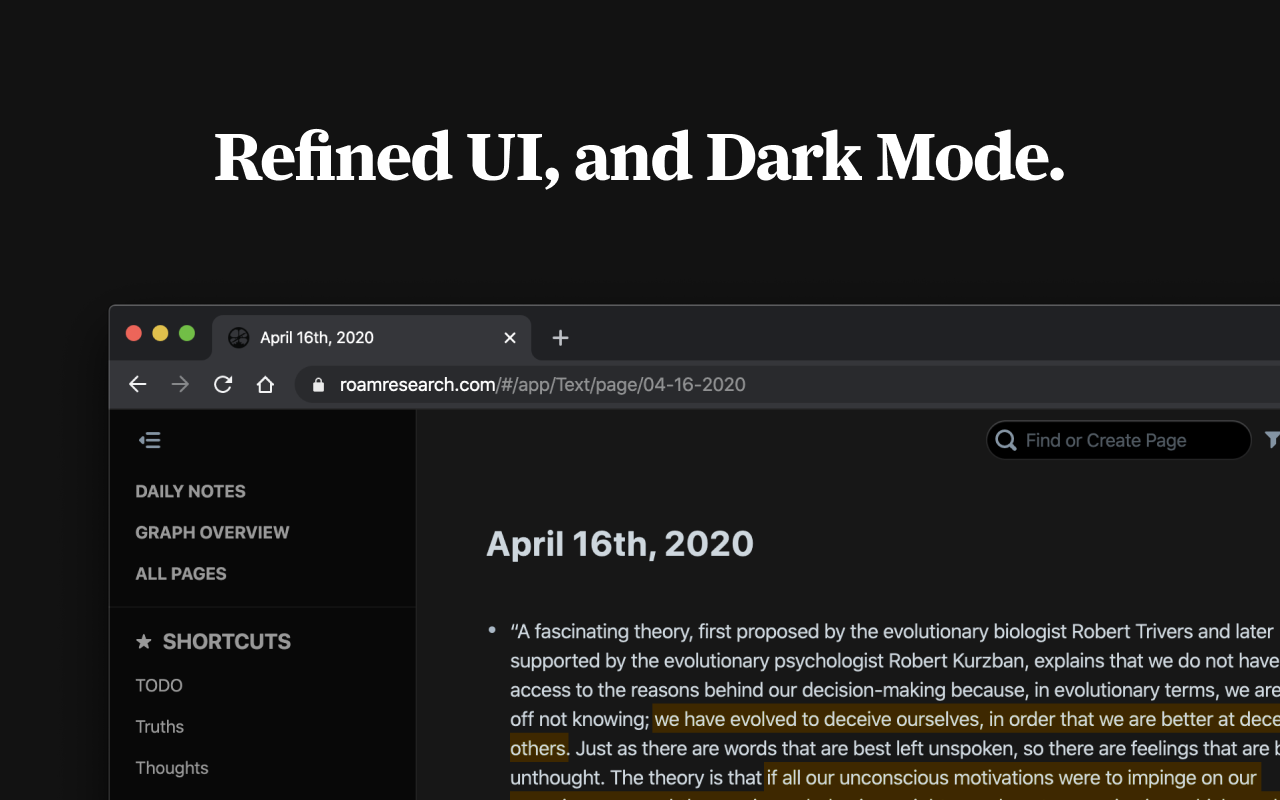 Refined UI, and Dark Mode.
April 16th, 2020
roamresearch.com/#/app/Text/page/04-16-2020
Find or Create Page
DAILY NOTES
GRAPH OVERVIEW
ALL PAGES
SHORTCUTS
TODO
Truths
Thoughts
April 16th, 2020
“A fascinating theory, first proposed by the evolutionary biologist Robert Trivers and later
supported by the evolutionary psychologist Robert Kurzban, explains that we do not have
access to the reasons behind our decision-making because, in evolutionary terms, we are
off not knowing; we have evolved to deceive ourselves, in order that we are better at
others. Just as there are words that are best left unspoken, so there are feelings that are
unthought. The theory is that if all our unconscious motivations were to impinge on our